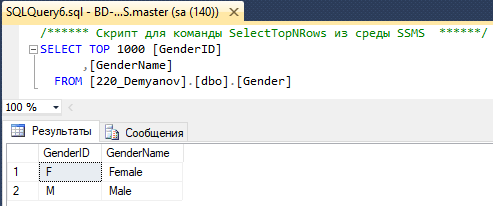 SQLQuery6.sql - BD-...S.master (sa (140))
/****** Скрипт для команды SelectTopNRows из среды SSMS ******/
SELECT TOP 1000 [GenderID]
,[GenderName]
FROM [220_Demyanov].[dbo].[Gender]
100 %
Результаты Сообщения
GenderID GenderName
1 F Female
2 M Male